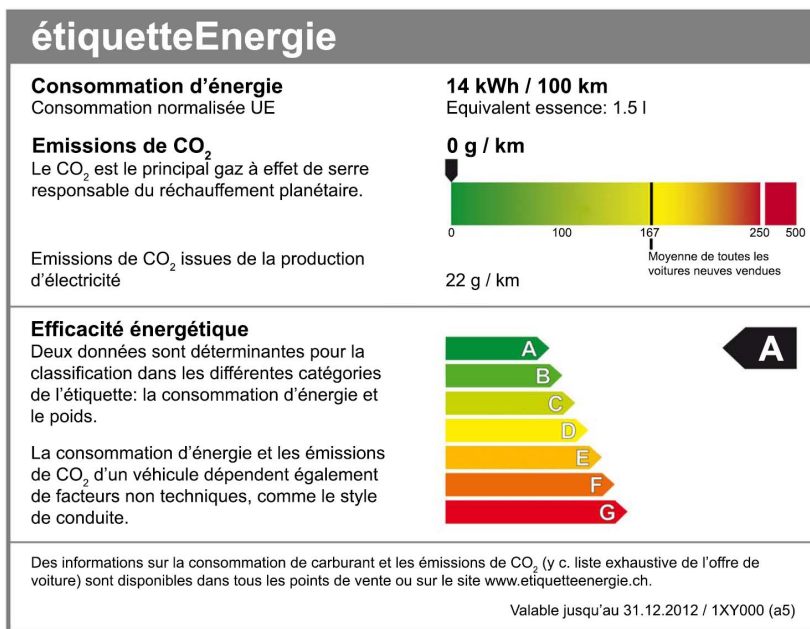 étiquetteEnergie
Consommation d'énergie
14 kWh / 100 km
Consommation normalisée UE
Equivalent essence: 1.5 l
Emissions de CO₂
0 g / km
Le CO₂ est le principal gaz à effet de serre
responsable du réchauffement planétaire.
0 100 167 250 500
Moyenne de toutes les
voitures neuves vendues
Emissions de CO₂ issues de la production
d'électricité
22 g / km
Efficacité énergétique
Deux données sont déterminantes pour la
classification dans les différentes catégories
de l'étiquette: la consommation d'énergie et
le poids.
La consommation d'énergie et les émissions
de CO₂ d'un véhicule dépendent également
de facteurs non techniques, comme le style
de conduite.
A
A
B
C
D
E
F
G
Des informations sur la consommation de carburant et les émissions de CO₂ (y c. liste exhaustive de l'offre de
voiture) sont disponibles dans tous les points de vente ou sur le site www.etiquetteenergie.ch.
Valable jusqu'au 31.12.2012 / 1XY000 (a5)